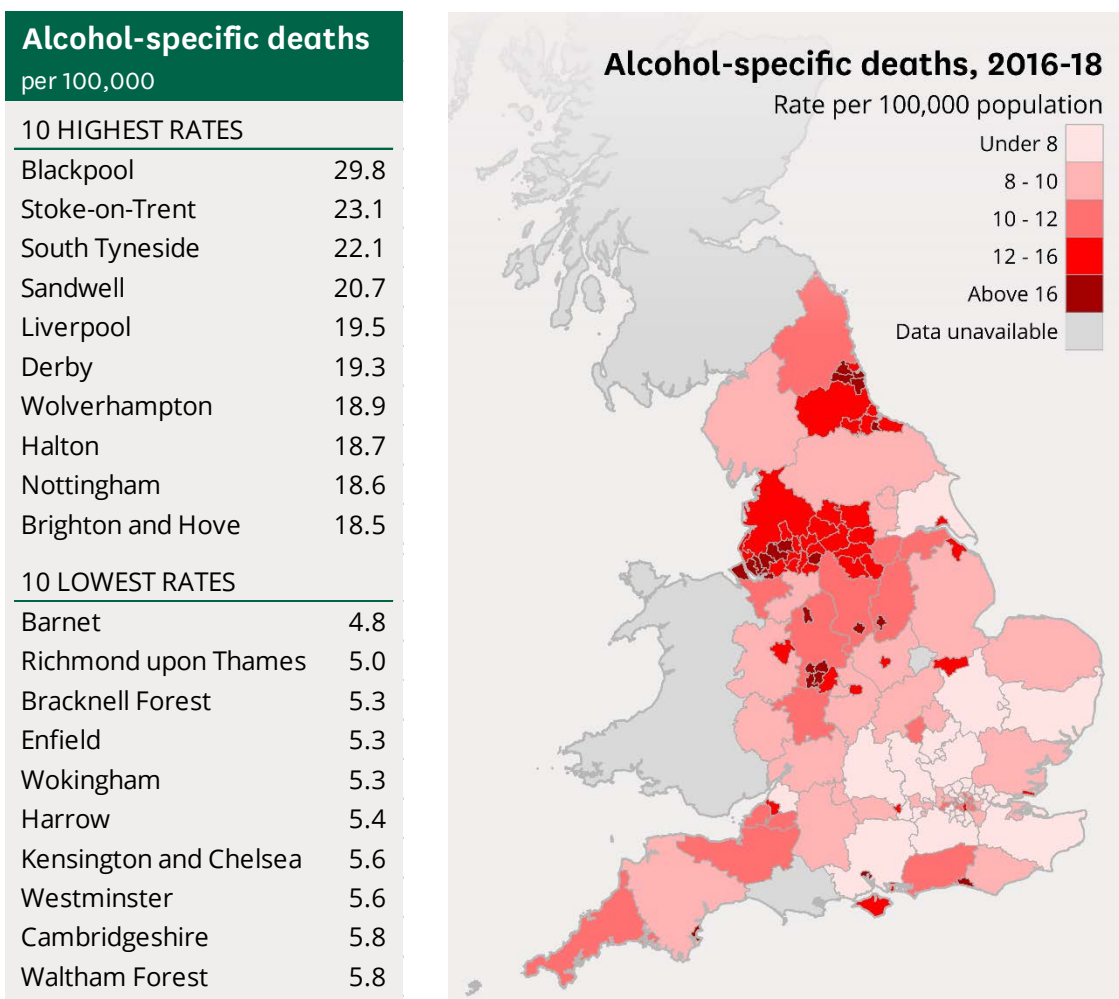 Alcohol-specific deaths
per 100,000
10 HIGHEST RATES
Blackpool 29.8
Stoke-on-Trent 23.1
South Tyneside 22.1
Sandwell 20.7
Liverpool 19.5
Derby 19.3
Wolverhampton 18.9
Halton 18.7
Nottingham 18.6
Brighton and Hove 18.5
10 LOWEST RATES
Barnet 4.8
Richmond upon Thames 5.0
Bracknell Forest 5.3
Enfield 5.3
Wokingham 5.3
Harrow 5.4
Kensington and Chelsea 5.6
Westminster 5.6
Cambridgeshire 5.8
Waltham Forest 5.8
Alcohol-specific deaths, 2016-18
Rate per 100,000 population
Under 8
8 - 10
10 - 12
12 - 16
Above 16
Data unavailable